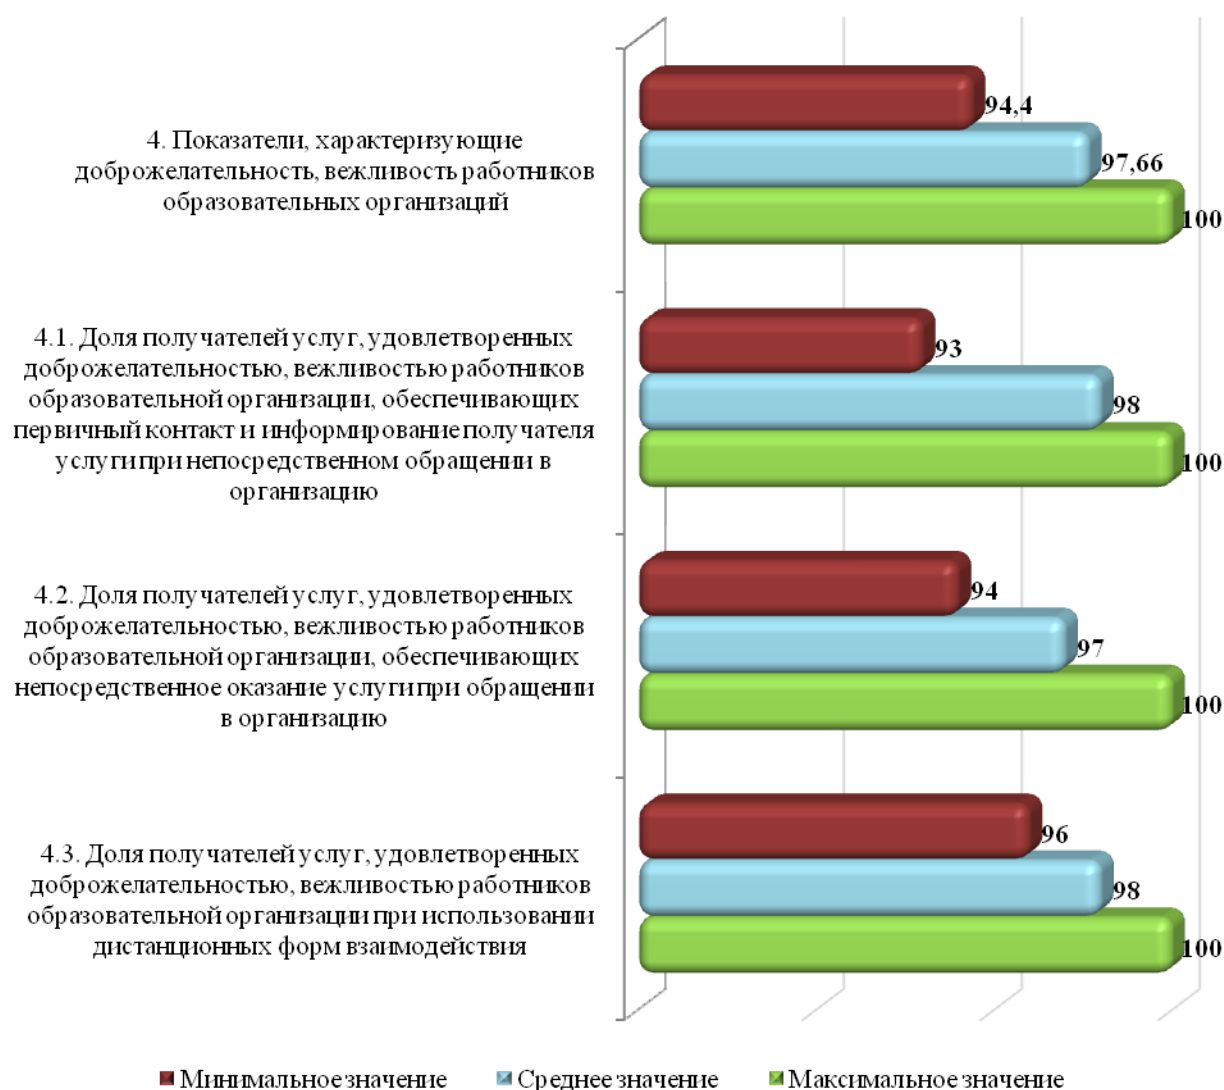 4. Показатели, характеризующие
доброжелательность, вежливость работников
образовательных организаций
94,4
97,66
100
4.1. Доля получателей услуг, удовлетворенных
доброжелательностью, вежливостью работников
образовательной организации, обеспечивающих
первичный контакт и информирование получателя
услуги при непосредственном обращении в
организацию
93
98
100
4.2. Доля получателей услуг, удовлетворенных
доброжелательностью, вежливостью работников
образовательной организации, обеспечивающих
непосредственное оказание услуги при обращении
в организацию
94
97
100
4.3. Доля получателей услуг, удовлетворенных
доброжелательностью, вежливостью работников
образовательной организации при использовании
дистанционных форм взаимодействия
96
98
100
Минимальное значение Среднее значение Максимальное значение